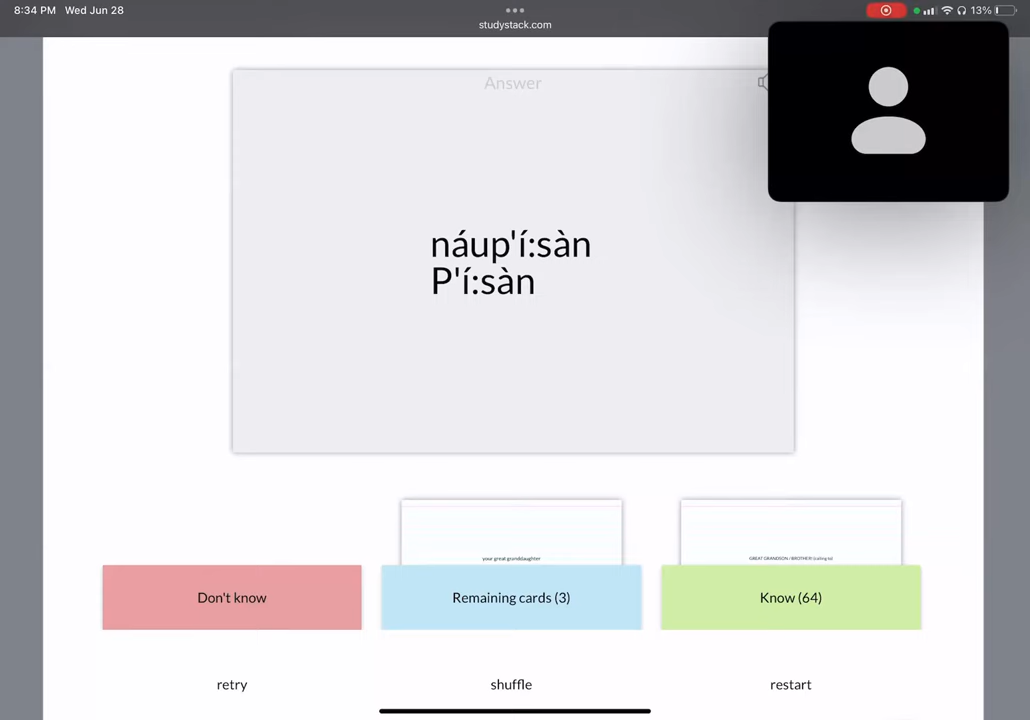 8:34 PM Wed Jun 28
13%
studystack.com
Answer
náup'í:sàn
P'í:sàn
your great granddaughter
GREAT GRANDSON / BROTHER (calling to)
Don't know
Remaining cards (3)
Know (64)
retry
shuffle
restart